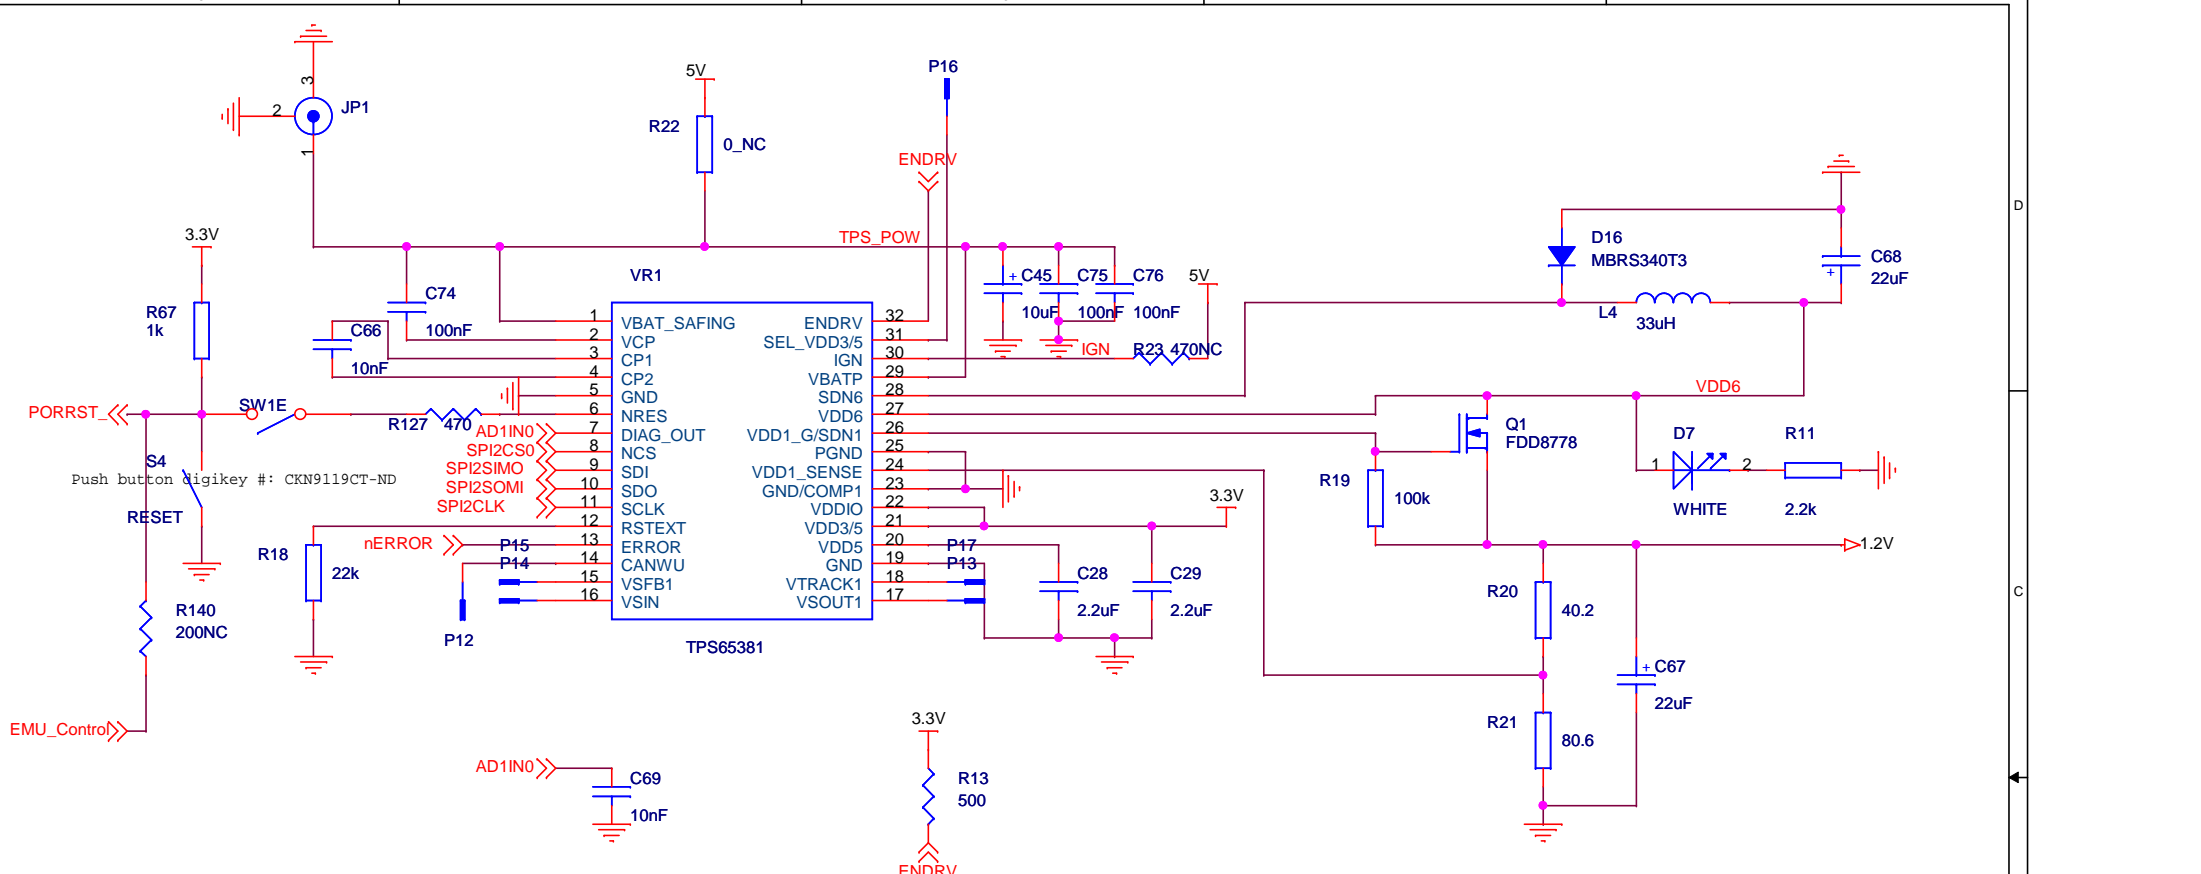 3
2
JP1
1
5V
R22
0_NC
P16
ENDRV
TPS_POW
D
3.3V
R67
1k
C74
100nF
C66
10nF
VR1
C45
10uF
C75
100nF
C76
100nF
5V
IGN
R23 470NC
D16
MBRS340T3
C68
22uF
L4
33uH
VDD6
1 VBAT_SAFING
2 VCP
3 CP1
4 CP2
5 GND
6 NRES
7 DIAG_OUT
8 NCS
9 SDI
10 SDO
11 SCLK
12 RSTEXT
13 ERROR
14 CANWU
15 VSFB1
16 VSIN
ENDRV 32
SEL_VDD3/5 31
IGN 30
VBATP 29
SDN6 28
VDD6 27
VDD1_G/SDN1 26
PGND 25
VDD1_SENSE 24
GND/COMP1 23
VDDIO 22
VDD3/5 21
VDD5 20
GND 19
VTRACK1 18
VSOUT1 17
TPS65381
PORRST_
SW1E
R127 470
AD1IN0
SPI2CS0
SPI2SIMO
SPI2SOMI
SPI2CLK
S4
Push button digikey #: CKN9119CT-ND
RESET
R18
22k
nERROR
P15
P14
P12
P17
P13
R140
200NC
EMU_Control
3.3V
C28
2.2uF
C29
2.2uF
Q1
FDD8778
R19
100k
D7
1
2
WHITE
R11
2.2k
1.2V
C
R20
40.2
R21
80.6
+ C67
22uF
AD1IN0
C69
10nF
3.3V
R13
500
ENDRV